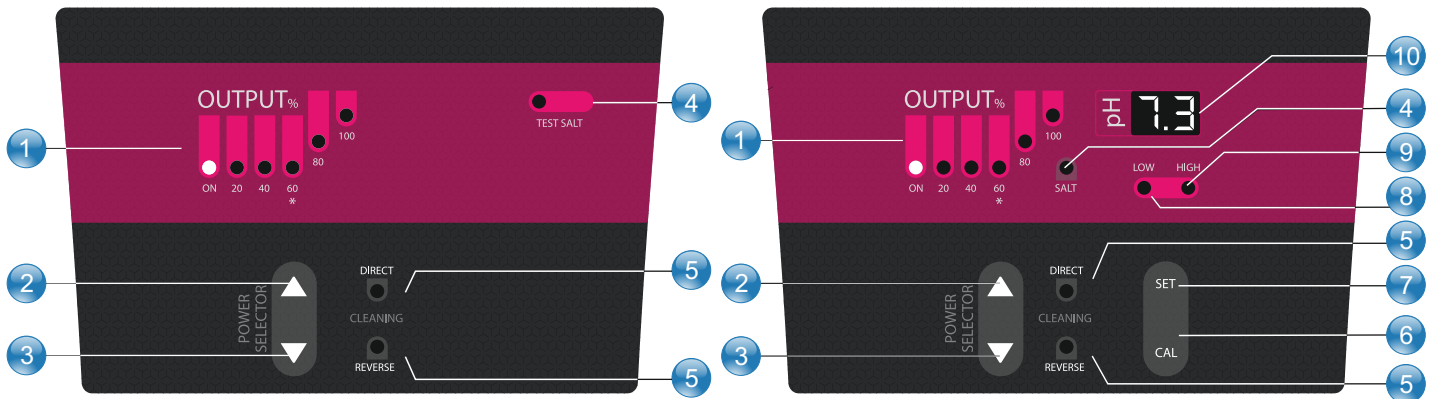 OUTPUT%
100
80
ON 20 40 60
*
TEST SALT
1
4
2
3
POWER SELECTOR
DIRECT
CLEANING
REVERSE
5
5
OUTPUT%
100
80
ON 20 40 60
*
SALT
pH 7.3
LOW HIGH
1
10
4
9
8
2
3
POWER SELECTOR
DIRECT
CLEANING
REVERSE
SET
CAL
5
7
6
5